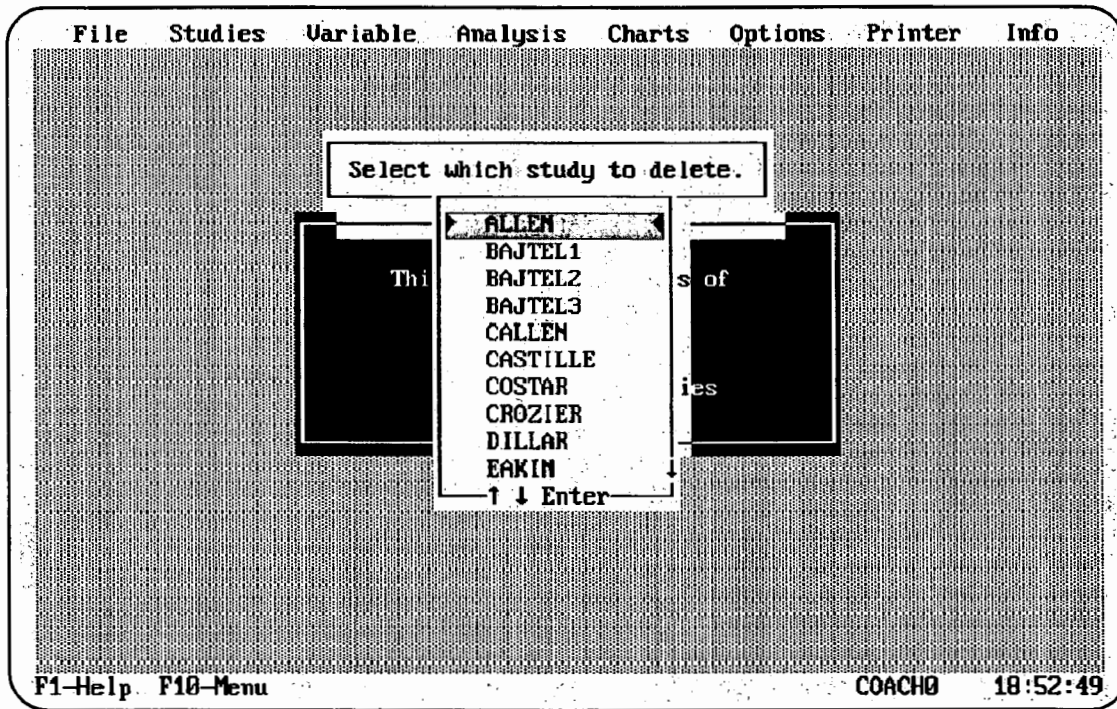 File Studies Variable Analysis Charts Options Printer Info
Select which study to delete.
ALLEN
BAJTEL1
This s of
BAJTEL2
BAJTEL3
CALLEN
CASTILLE
COSTAR
ies
CROZIER
DILLAR
EAKIN ↓
↑ ↓ Enter
F1-Help F10-Menu COACH0 18:52:49